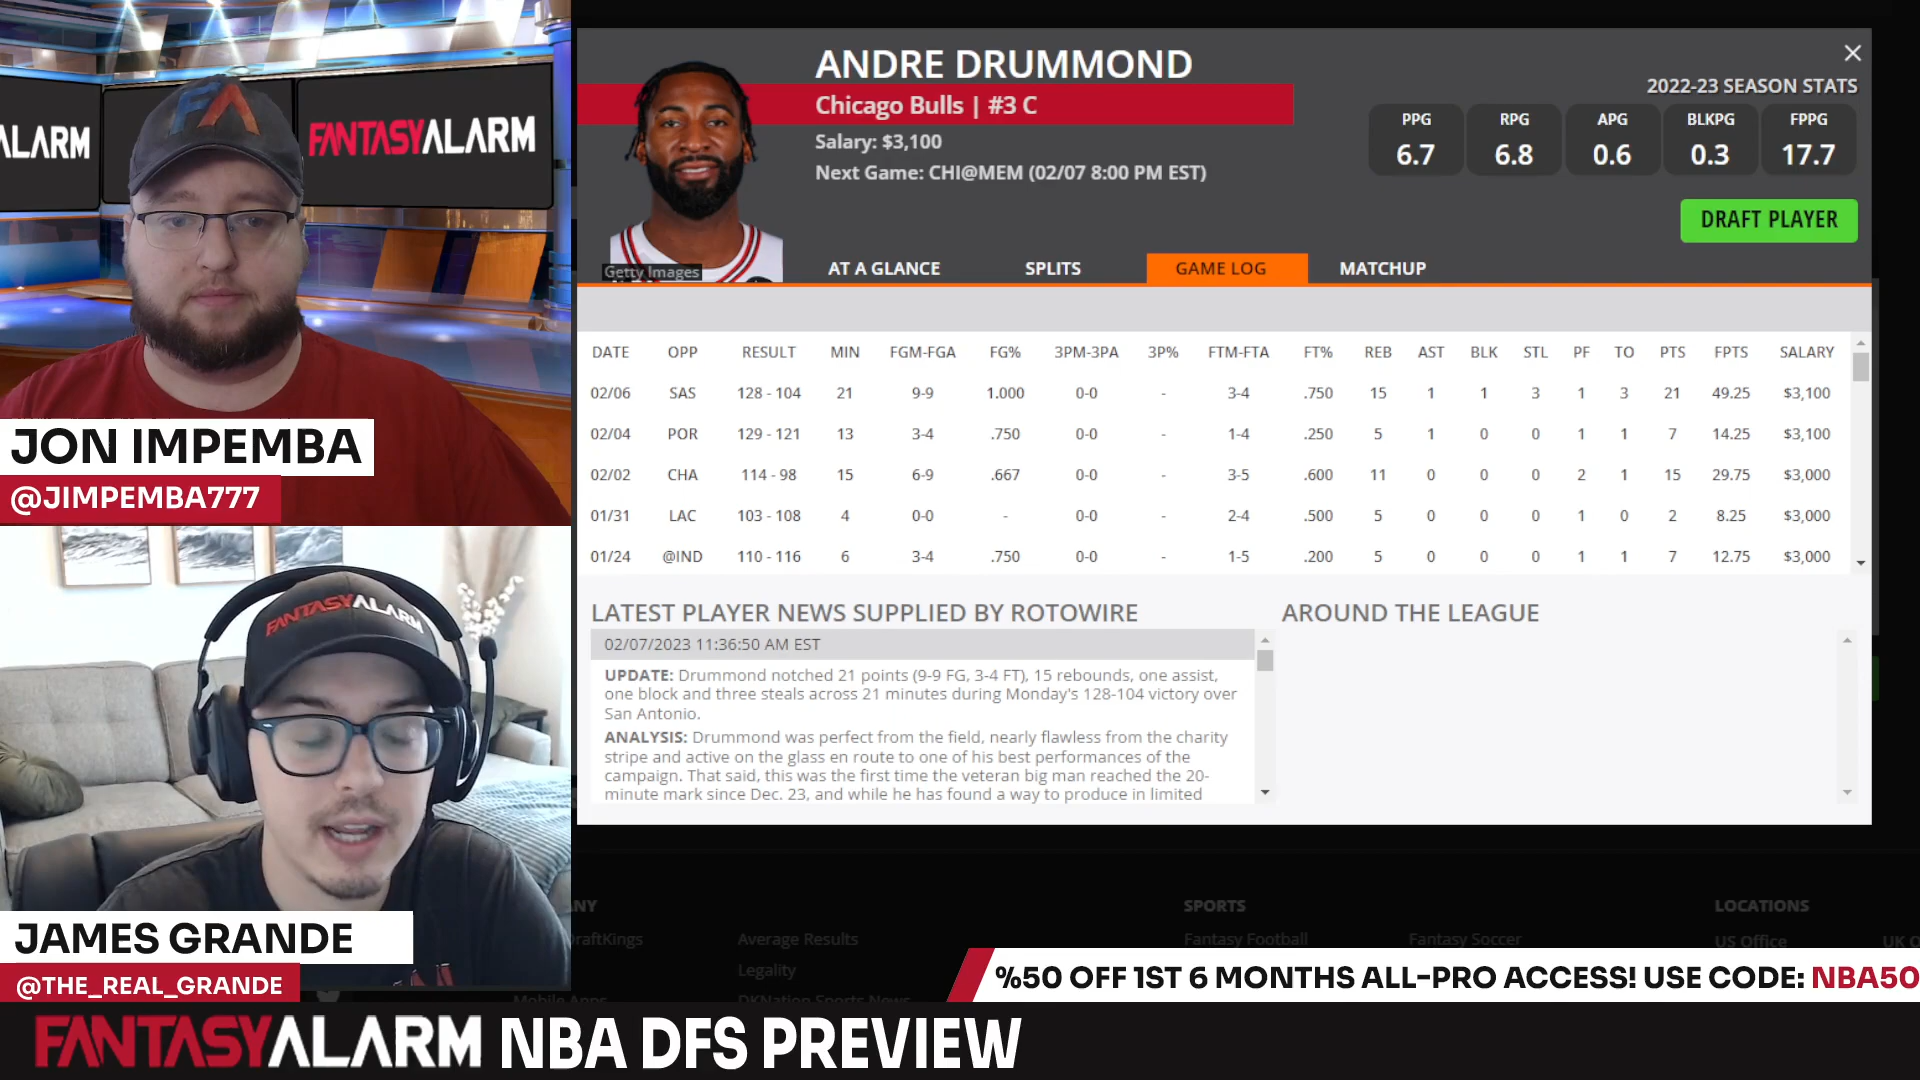 ALARM
FANTASYALARM
FA
JON IMPEMBA
@JIMPEMBA777
FANTASYALARM
JAMES GRANDE
@THE_REAL_GRANDE
ANDRE DRUMMOND
Chicago Bulls | #3 C
Salary: $3,100
Next Game: CHI@MEM (02/07 8:00 PM EST)
Getty Images
2022-23 SEASON STATS
PPG RPG APG BLKPG FPPG
6.7 6.8 0.6 0.3 17.7
DRAFT PLAYER
AT A GLANCE SPLITS GAME LOG MATCHUP
DATE OPP RESULT MIN FGM-FGA FG% 3PM-3PA 3P% FTM-FTA FT% REB AST BLK STL PF TO PTS FPTS SALARY
02/06 SAS 128 - 104 21 9-9 1.000 0-0 - 3-4 .750 15 1 1 3 1 3 21 49.25 $3,100
02/04 POR 129 - 121 13 3-4 .750 0-0 - 1-4 .250 5 1 0 0 1 1 7 14.25 $3,100
02/02 CHA 114 - 98 15 6-9 .667 0-0 - 3-5 .600 11 0 0 0 2 1 15 29.75 $3,000
01/31 LAC 103 - 108 4 0-0 - 0-0 - 2-4 .500 5 0 0 0 1 0 2 8.25 $3,000
01/24 @IND 110 - 116 6 3-4 .750 0-0 - 1-5 .200 5 0 0 0 1 1 7 12.75 $3,000
LATEST PLAYER NEWS SUPPLIED BY ROTOWIRE
02/07/2023 11:36:50 AM EST
UPDATE: Drummond notched 21 points (9-9 FG, 3-4 FT), 15 rebounds, one assist,
one block and three steals across 21 minutes during Monday's 128-104 victory over
San Antonio.
ANALYSIS: Drummond was perfect from the field, nearly flawless from the charity
stripe and active on the glass en route to one of his best performances of the
campaign. That said, this was the first time the veteran big man reached the 20-
minute mark since Dec. 23, and while he has found a way to produce in limited
AROUND THE LEAGUE
NY
DraftKings
Mobile Apps
Average Results
Legality
DKNation Sports News
SPORTS
Fantasy Football
Fantasy Soccer
LOCATIONS
US Office
UK O
%50 OFF 1ST 6 MONTHS ALL-PRO ACCESS! USE CODE: NBA50
FANTASYALARM NBA DFS PREVIEW